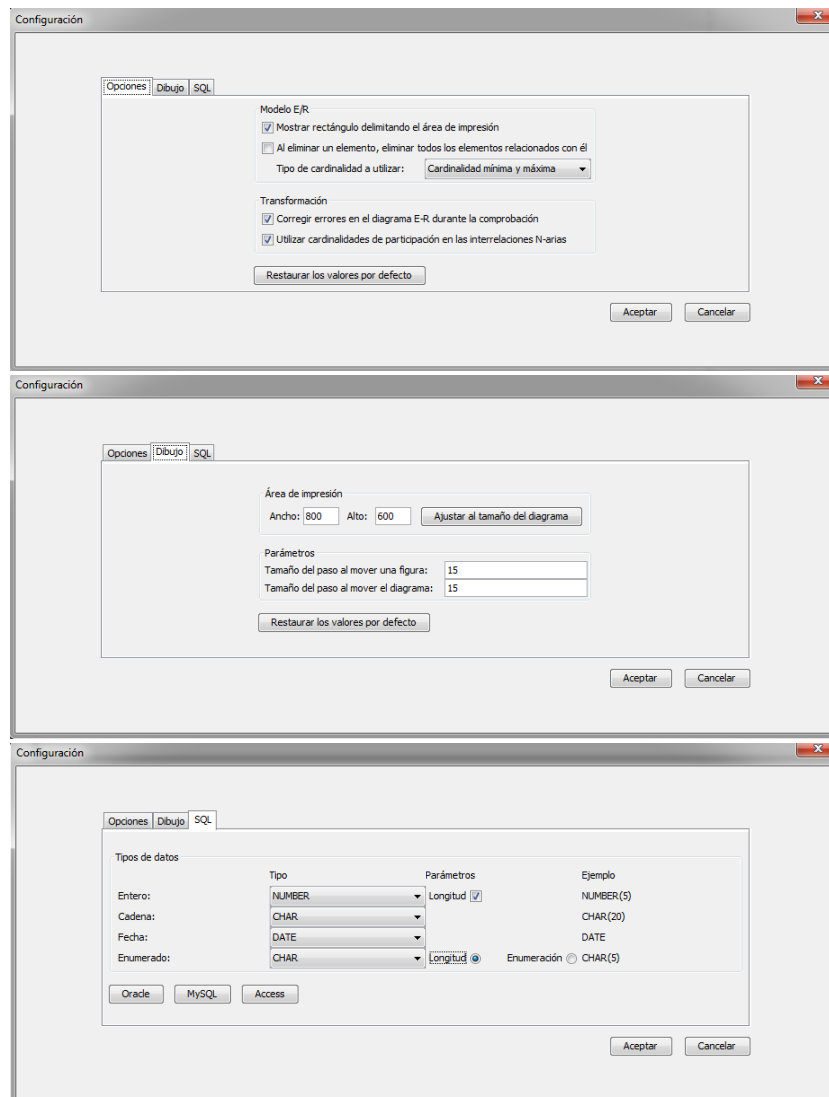 Configuración
X
Opciones Dibujo SQL
Modelo E/R
Mostrar rectángulo delimitando el área de impresión
Al eliminar un elemento, eliminar todos los elementos relacionados con él
Tipo de cardinalidad a utilizar: Cardinalidad mínima y máxima
Transformación
Corregir errores en el diagrama E-R durante la comprobación
Utilizar cardinalidades de participación en las interrelaciones N-arias
Restaurar los valores por defecto
Aceptar Cancelar
Configuración
X
Opciones Dibujo SQL
Área de impresión
Ancho: 800 Alto: 600 Ajustar al tamaño del diagrama
Parámetros
Tamaño del paso al mover una figura: 15
Tamaño del paso al mover el diagrama: 15
Restaurar los valores por defecto
Aceptar Cancelar
Configuración
X
Opciones Dibujo SQL
Tipos de datos
Tipo Parámetros Ejemplo
Entero: NUMBER Longitud NUMBER(5)
Cadena: CHAR CHAR(20)
Fecha: DATE DATE
Enumerado: CHAR Longitud Enumeración CHAR(5)
Oracle MySQL Access
Aceptar Cancelar